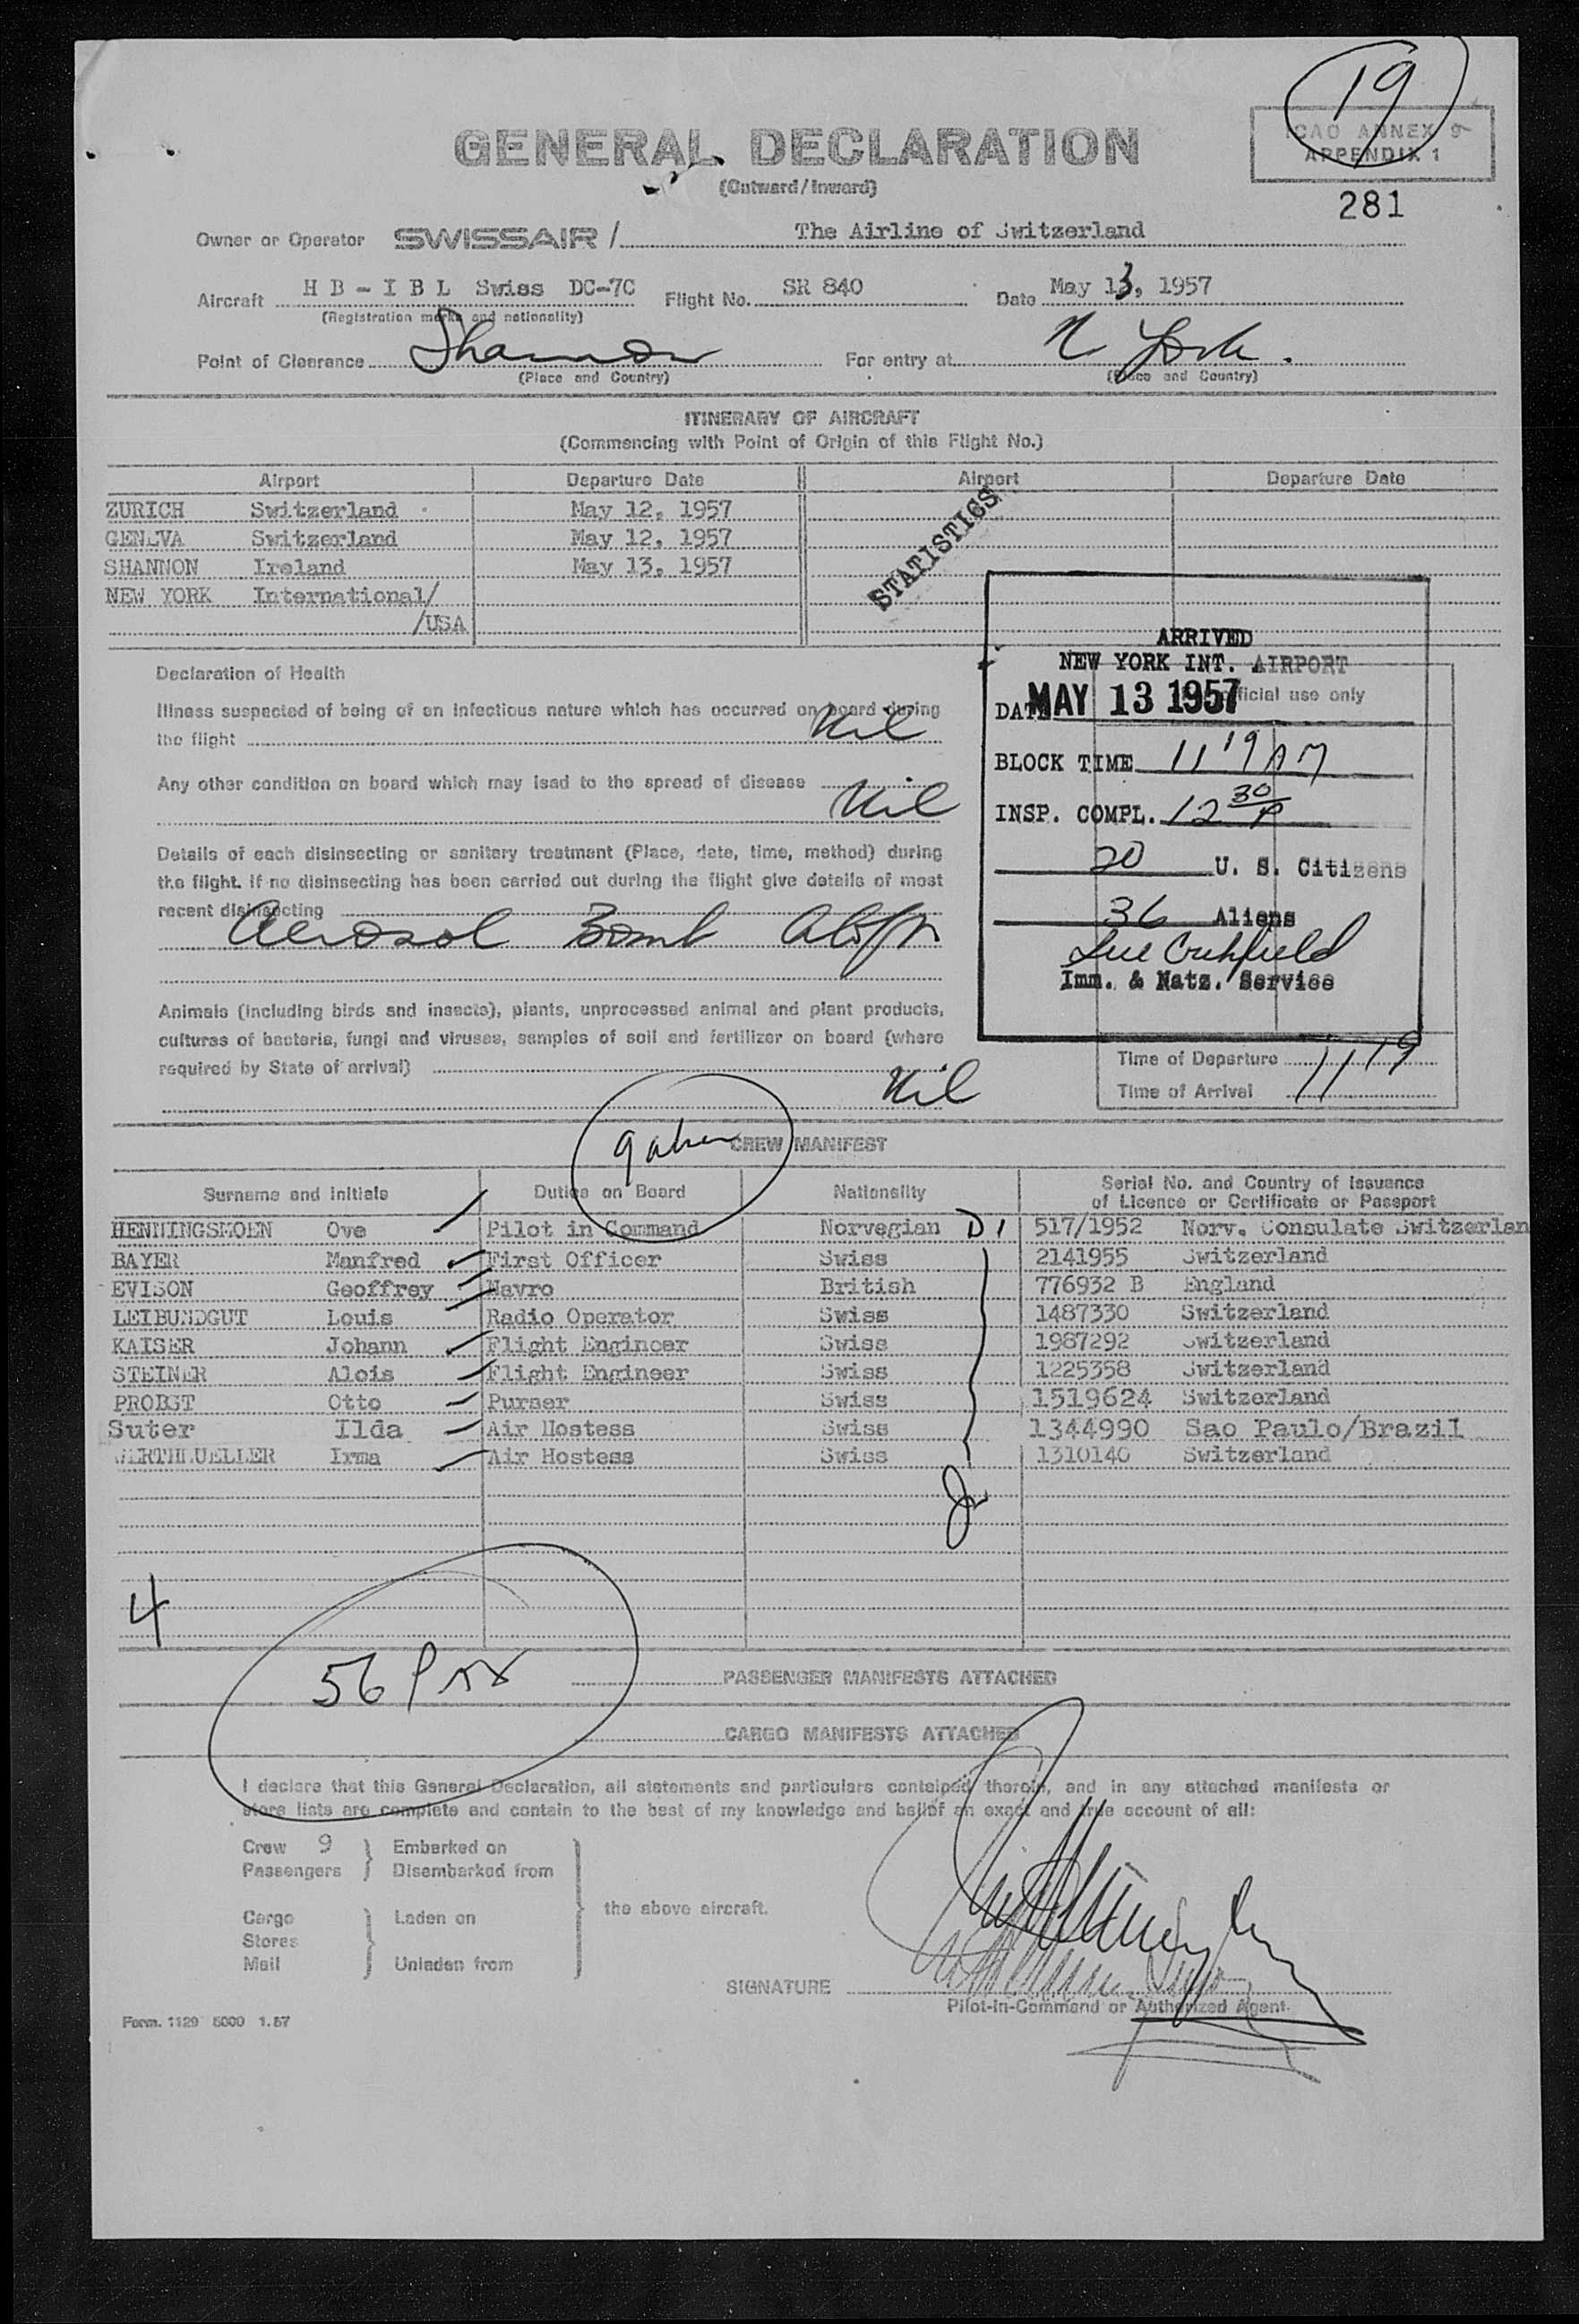 19
GENERAL DECLARATION
(Outward/Inward)
ICAO ANNEX 9
APPENDIX 1
281
Owner or Operator SWISSAIR / The Airline of Switzerland
Aircraft H B - I B L Swiss DC-7C Flight No. SR 840 Date May 13, 1957
(Registration marks and nationality)
Point of Clearance Shannon For entry at N York.
(Place and Country) (Place and Country)
ITINERARY OF AIRCRAFT
(Commencing with Point of Origin of this Flight No.)
Airport Departure Date Airport Departure Date
ZURICH Switzerland May 12, 1957
GENEVA Switzerland May 12, 1957
SHANNON Ireland May 13, 1957
NEW YORK International/
/USA
STATISTICS
Declaration of Health
Illness suspected of being of an infectious nature which has occurred on board during
the flight Nil
Any other condition on board which may lead to the spread of disease
Nil
Details of each disinsecting or sanitary treatment (Place, date, time, method) during
the flight. If no disinsecting has been carried out during the flight give details of most
recent disinsecting
Aerosol Bomb
Animals (including birds and insects), plants, unprocessed animal and plant products,
cultures of bacteria, fungi and viruses, samples of soil and fertilizer on board (where
required by State of arrival)
Nil
ARRIVED
NEW YORK INT. AIRPORT
official use only
DATE MAY 13 1957
BLOCK TIME 11 19 AM
INSP. COMPL. 12 30 P
20 U. S. Citizens
36 Aliens
Imm. & Natz. Service
Time of Departure
Time of Arrival
1119
9
CREW MANIFEST
Surname and Initials Duties on Board Nationality Serial No. and Country of Issuance
of Licence or Certificate or Passport
HENNINGSMOEN Ove Pilot in Command Norwegian D1 517/1952 Norv. Consulate Switzerlan
BAYER Manfred First Officer Swiss 2141955 Switzerland
EVISON Geoffrey Navro British 776932 B England
LEIBUNDGUT Louis Radio Operator Swiss 1487330 Switzerland
KAISER Johann Flight Engineer Swiss 1987292 Switzerland
STEINER Alois Flight Engineer Swiss 1225358 Switzerland
PROBST Otto Purser Swiss 1519624 Switzerland
Suter Ilda Air Hostess Swiss 1344990 Sao Paulo/Brazil
WERTHMUELLER Irma Air Hostess Swiss 1310140 Switzerland
4
56 Pax
PASSENGER MANIFESTS ATTACHED
CARGO MANIFESTS ATTACHED
I declare that this General Declaration, all statements and particulars contained therein, and in any attached manifests or
store lists are complete and contain to the best of my knowledge and belief an exact and true account of all:
Crew 9 Embarked on
Passengers Disembarked from
the above aircraft.
Cargo Laden on
Stores
Mail Unladen from
SIGNATURE
Pilot-in-Command or Authorized Agent.
Form. 1129 5000 1.57